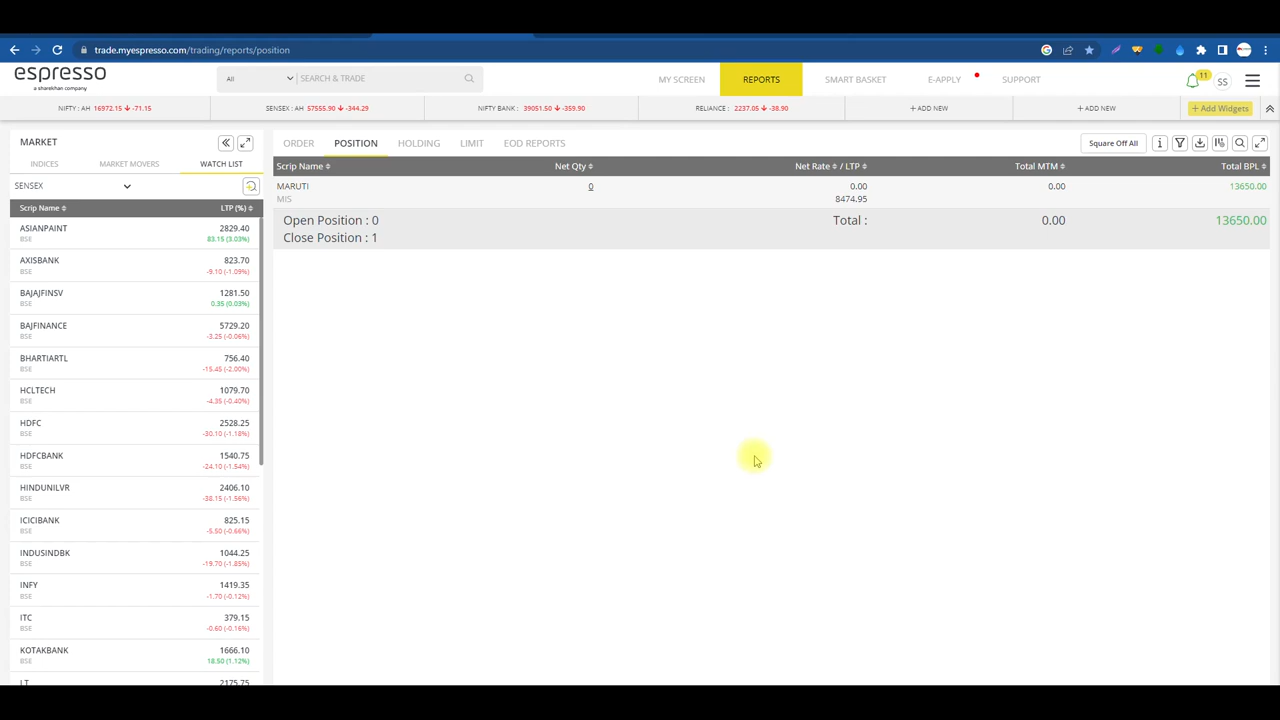 trade.myespresso.com/trading/reports/position
espresso
a sharekhan company
All
SEARCH & TRADE
MY SCREEN
REPORTS
SMART BASKET
E-APPLY
SUPPORT
11
SS
NIFTY : AH 16972.15 -71.15
SENSEX : AH 57555.90 -344.29
NIFTY BANK : 39051.50 -359.90
RELIANCE : 2237.05 -38.90
ADD NEW
ADD NEW
+ Add Widgets
MARKET
INDICES
MARKET MOVERS
WATCH LIST
SENSEX
Scrip Name LTP (%)
ASIANPAINT 2829.40
BSE 83.15 (3.03%)
AXISBANK 823.70
BSE -9.10 (-1.09%)
BAJAJFINSV 1281.50
BSE 0.35 (0.03%)
BAJFINANCE 5729.20
BSE -3.25 (-0.06%)
BHARTIARTL 756.40
BSE -15.45 (-2.00%)
HCLTECH 1079.70
BSE -4.35 (-0.40%)
HDFC 2528.25
BSE -30.10 (-1.18%)
HDFCBANK 1540.75
BSE -24.10 (-1.54%)
HINDUNILVR 2406.10
BSE -38.15 (-1.56%)
ICICIBANK 825.15
BSE -5.50 (-0.66%)
INDUSINDBK 1044.25
BSE -19.70 (-1.85%)
INFY 1419.35
BSE -1.70 (-0.12%)
ITC 379.15
BSE -0.60 (-0.16%)
KOTAKBANK 1666.10
BSE 18.50 (1.12%)
LT 2175.75
ORDER
POSITION
HOLDING
LIMIT
EOD REPORTS
Square Off All
Scrip Name Net Qty Net Rate / LTP Total MTM Total BPL
MARUTI 0 0.00 0.00 13650.00
MIS 8474.95
Open Position : 0 Total : 0.00 13650.00
Close Position : 1